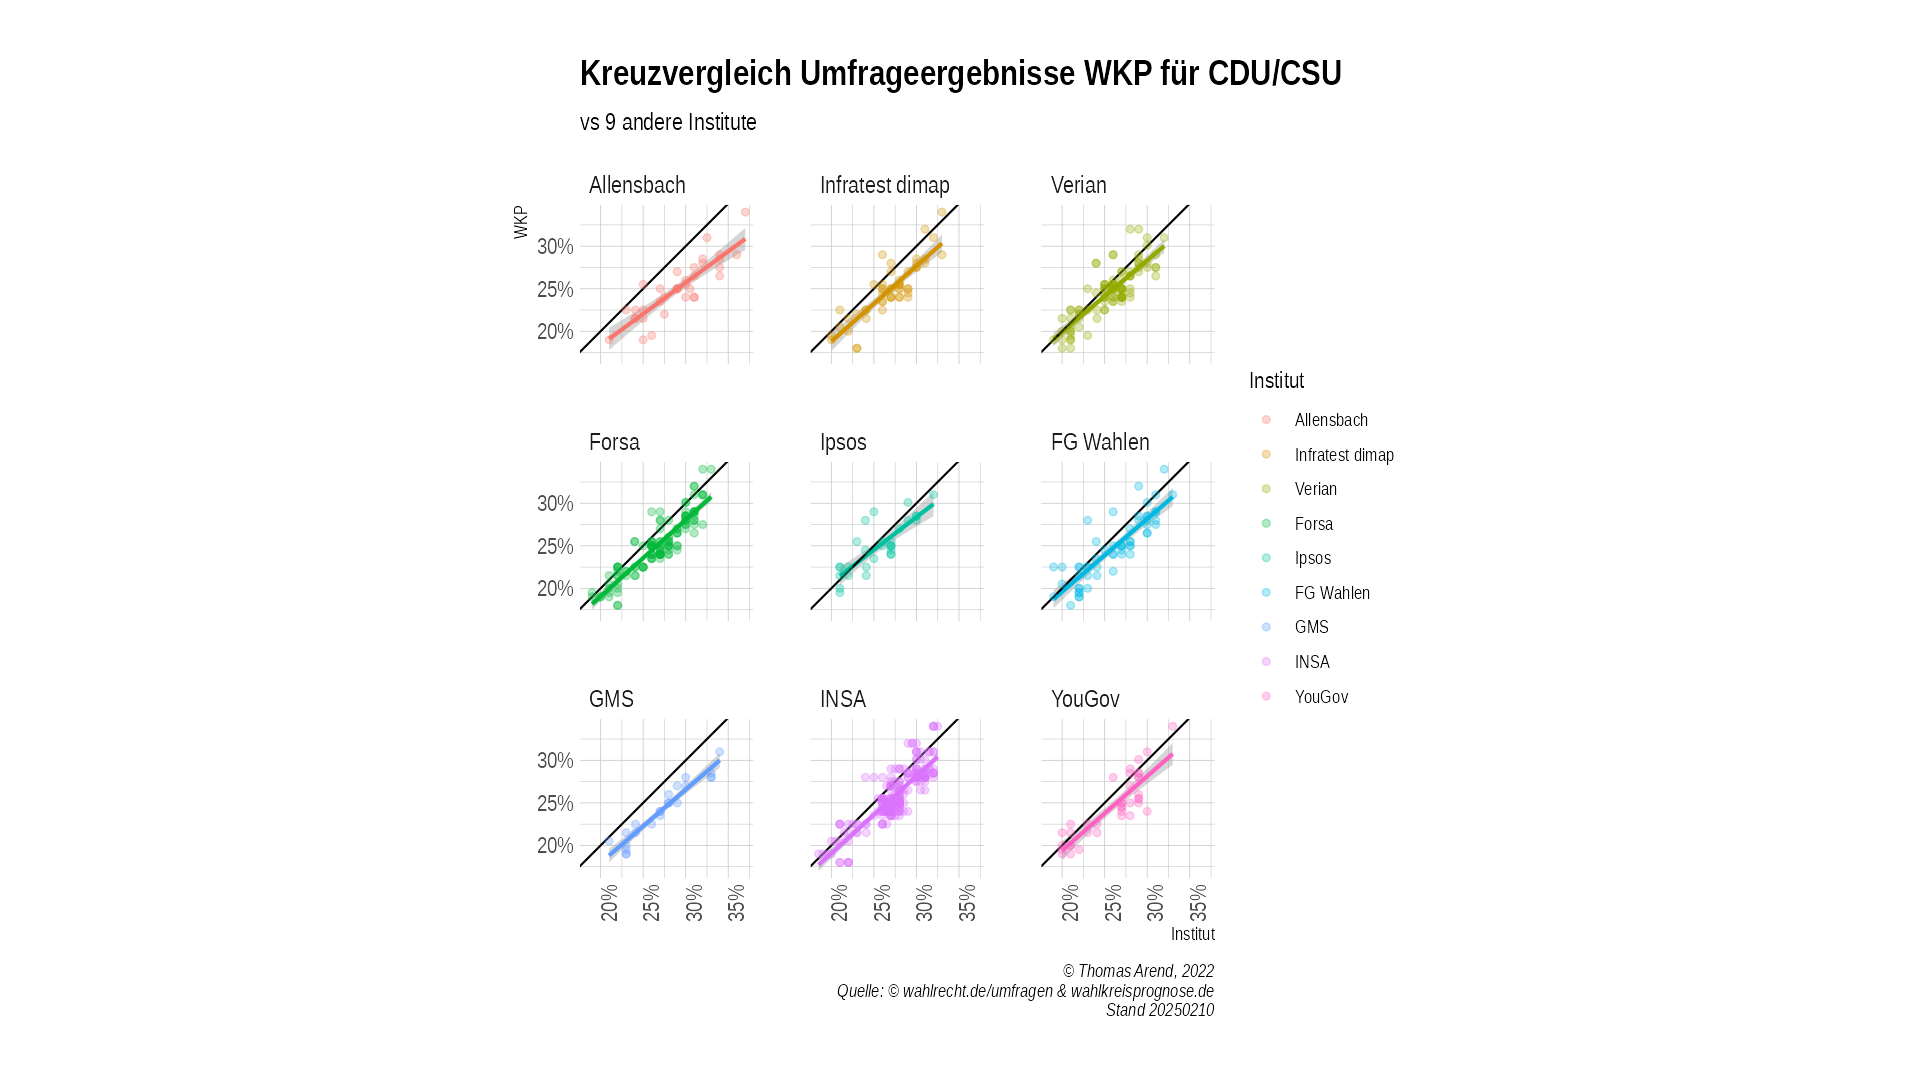 Kreuzvergleich Umfrageergebnisse WKP für CDU/CSU
vs 9 andere Institute
Allensbach
Infratest dimap
Verian
WKP
30%
25%
20%
Forsa
Ipsos
FG Wahlen
30%
25%
20%
GMS
INSA
YouGov
30%
25%
20%
20% 25% 30% 35%
20% 25% 30% 35%
20% 25% 30% 35%
Institut
Institut
Allensbach
Infratest dimap
Verian
Forsa
Ipsos
FG Wahlen
GMS
INSA
YouGov
© Thomas Arend, 2022
Quelle: © wahlrecht.de/umfragen & wahlkreisprognose.de
Stand 20250210